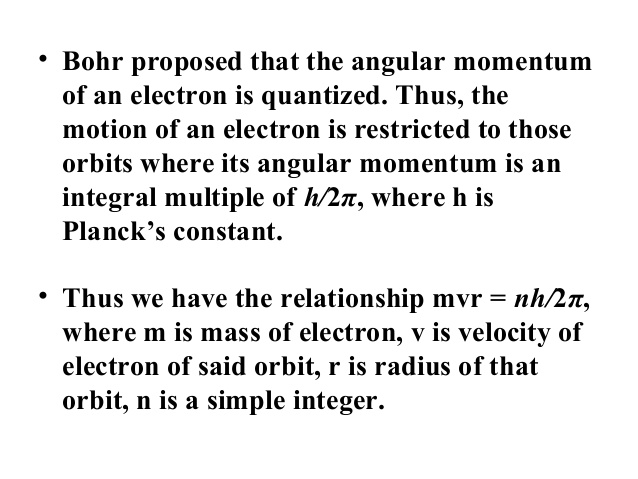 • Bohr proposed that the angular momentum
of an electron is quantized. Thus, the
motion of an electron is restricted to those
orbits where its angular momentum is an
integral multiple of h/2π, where h is
Planck’s constant.
• Thus we have the relationship mvr = nh/2π,
where m is mass of electron, v is velocity of
electron of said orbit, r is radius of that
orbit, n is a simple integer.